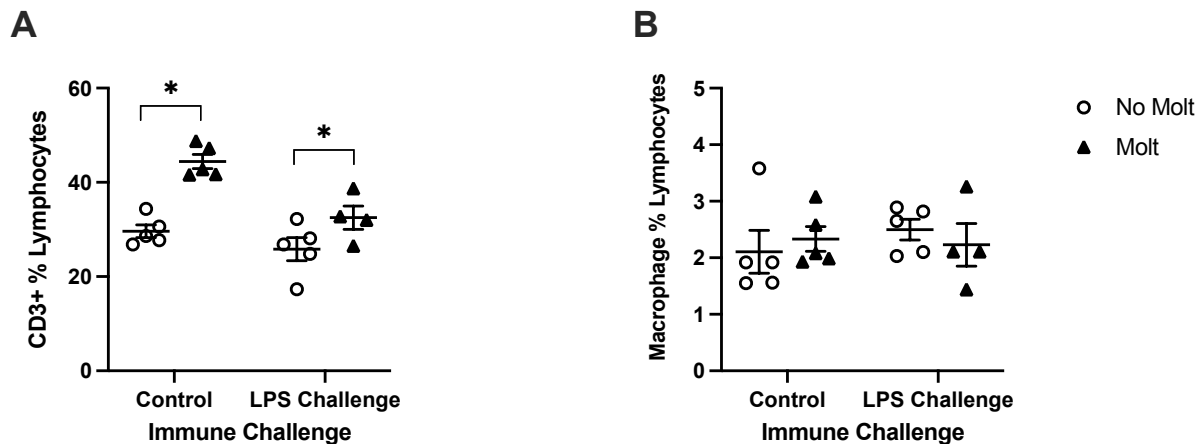 A
CD3+ % Lymphocytes
60
40
20
0
*
*
Control
LPS Challenge
Immune Challenge
B
Macrophage % Lymphocytes
5
4
3
2
1
0
Control
LPS Challenge
Immune Challenge
No Molt
Molt